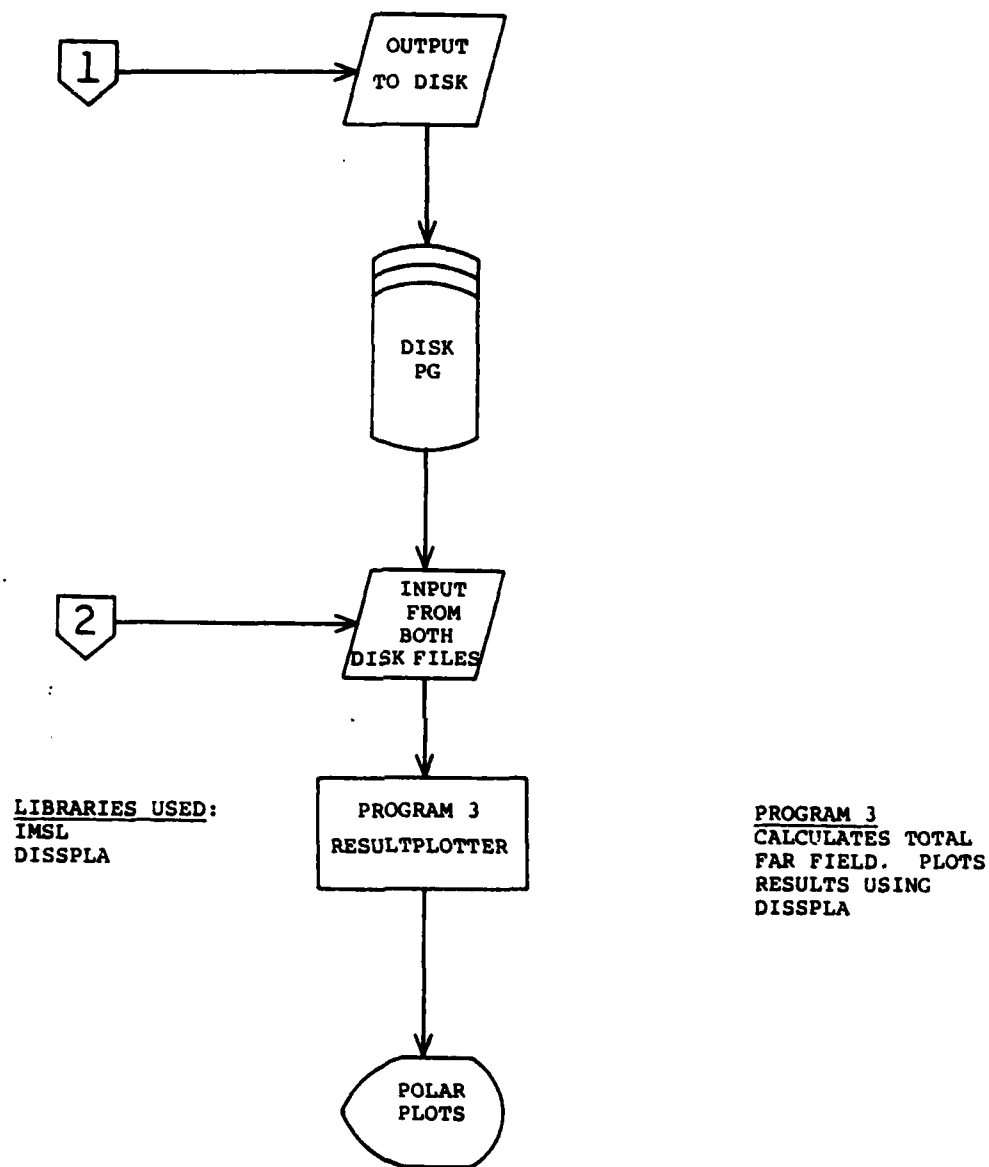 1
OUTPUT
TO DISK
DISK
PG
2
INPUT
FROM
BOTH
DISK FILES
LIBRARIES USED:
IMSL
DISSPLA
PROGRAM 3
RESULTPLOTTER
PROGRAM 3
CALCULATES TOTAL
FAR FIELD. PLOTS
RESULTS USING
DISSPLA
POLAR
PLOTS